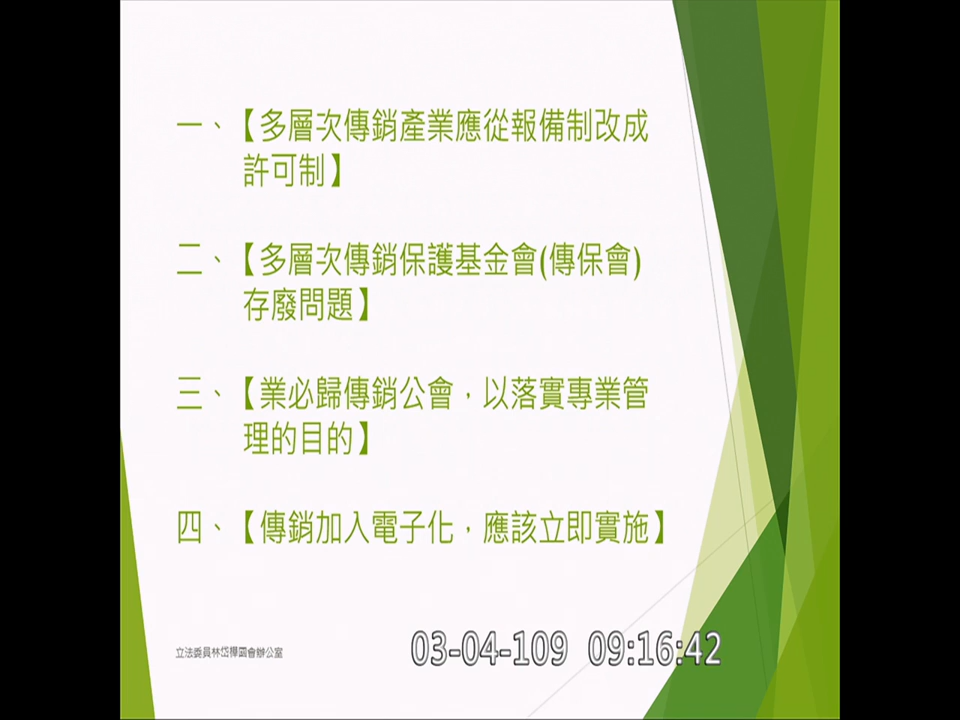 一、【多層次傳銷產業應從報備制改成
許可制】
二、【多層次傳銷保護基金會(傳保會)
存廢問題】
三、【業必歸傳銷公會，以落實專業管
理的目的】
四、【傳銷加入電子化，應該立即實施】
立法委員林岱樺國會辦公室
03-04-109 09:16:42